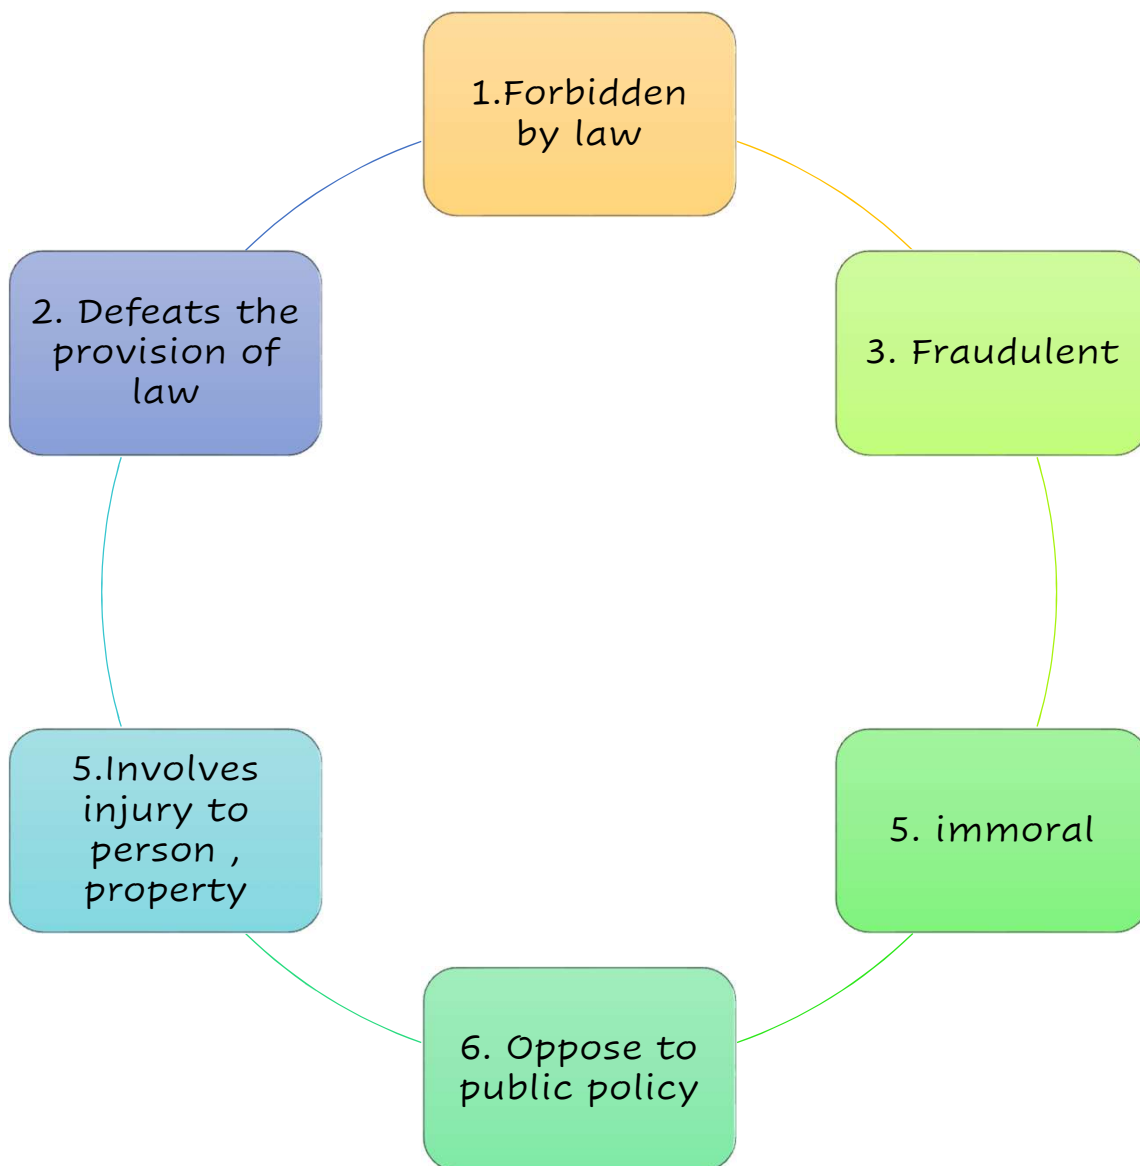 1.Forbidden
by law
2. Defeats the
provision of
law
3. Fraudulent
5.Involves
injury to
person ,
property
5. immoral
6. Oppose to
public policy